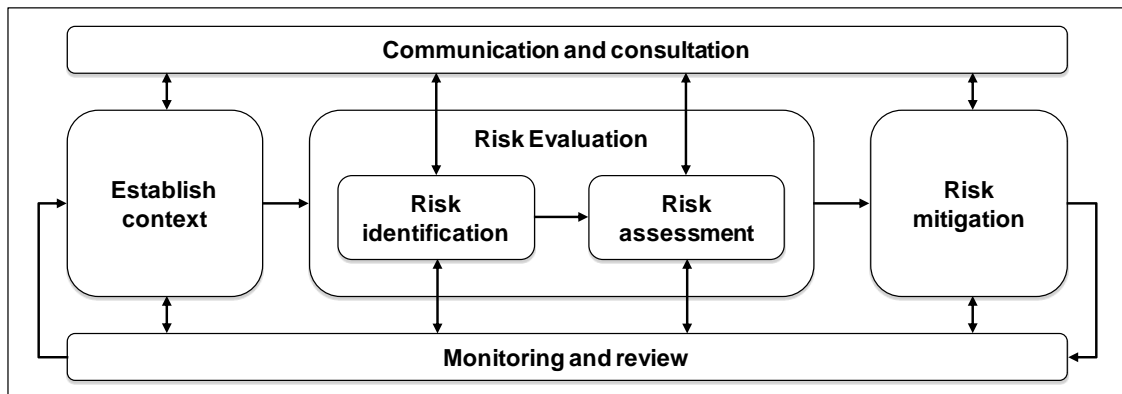 Communication and consultation
Risk Evaluation
Establish
context
Risk
identification
Risk
assessment
Risk
mitigation
Monitoring and review